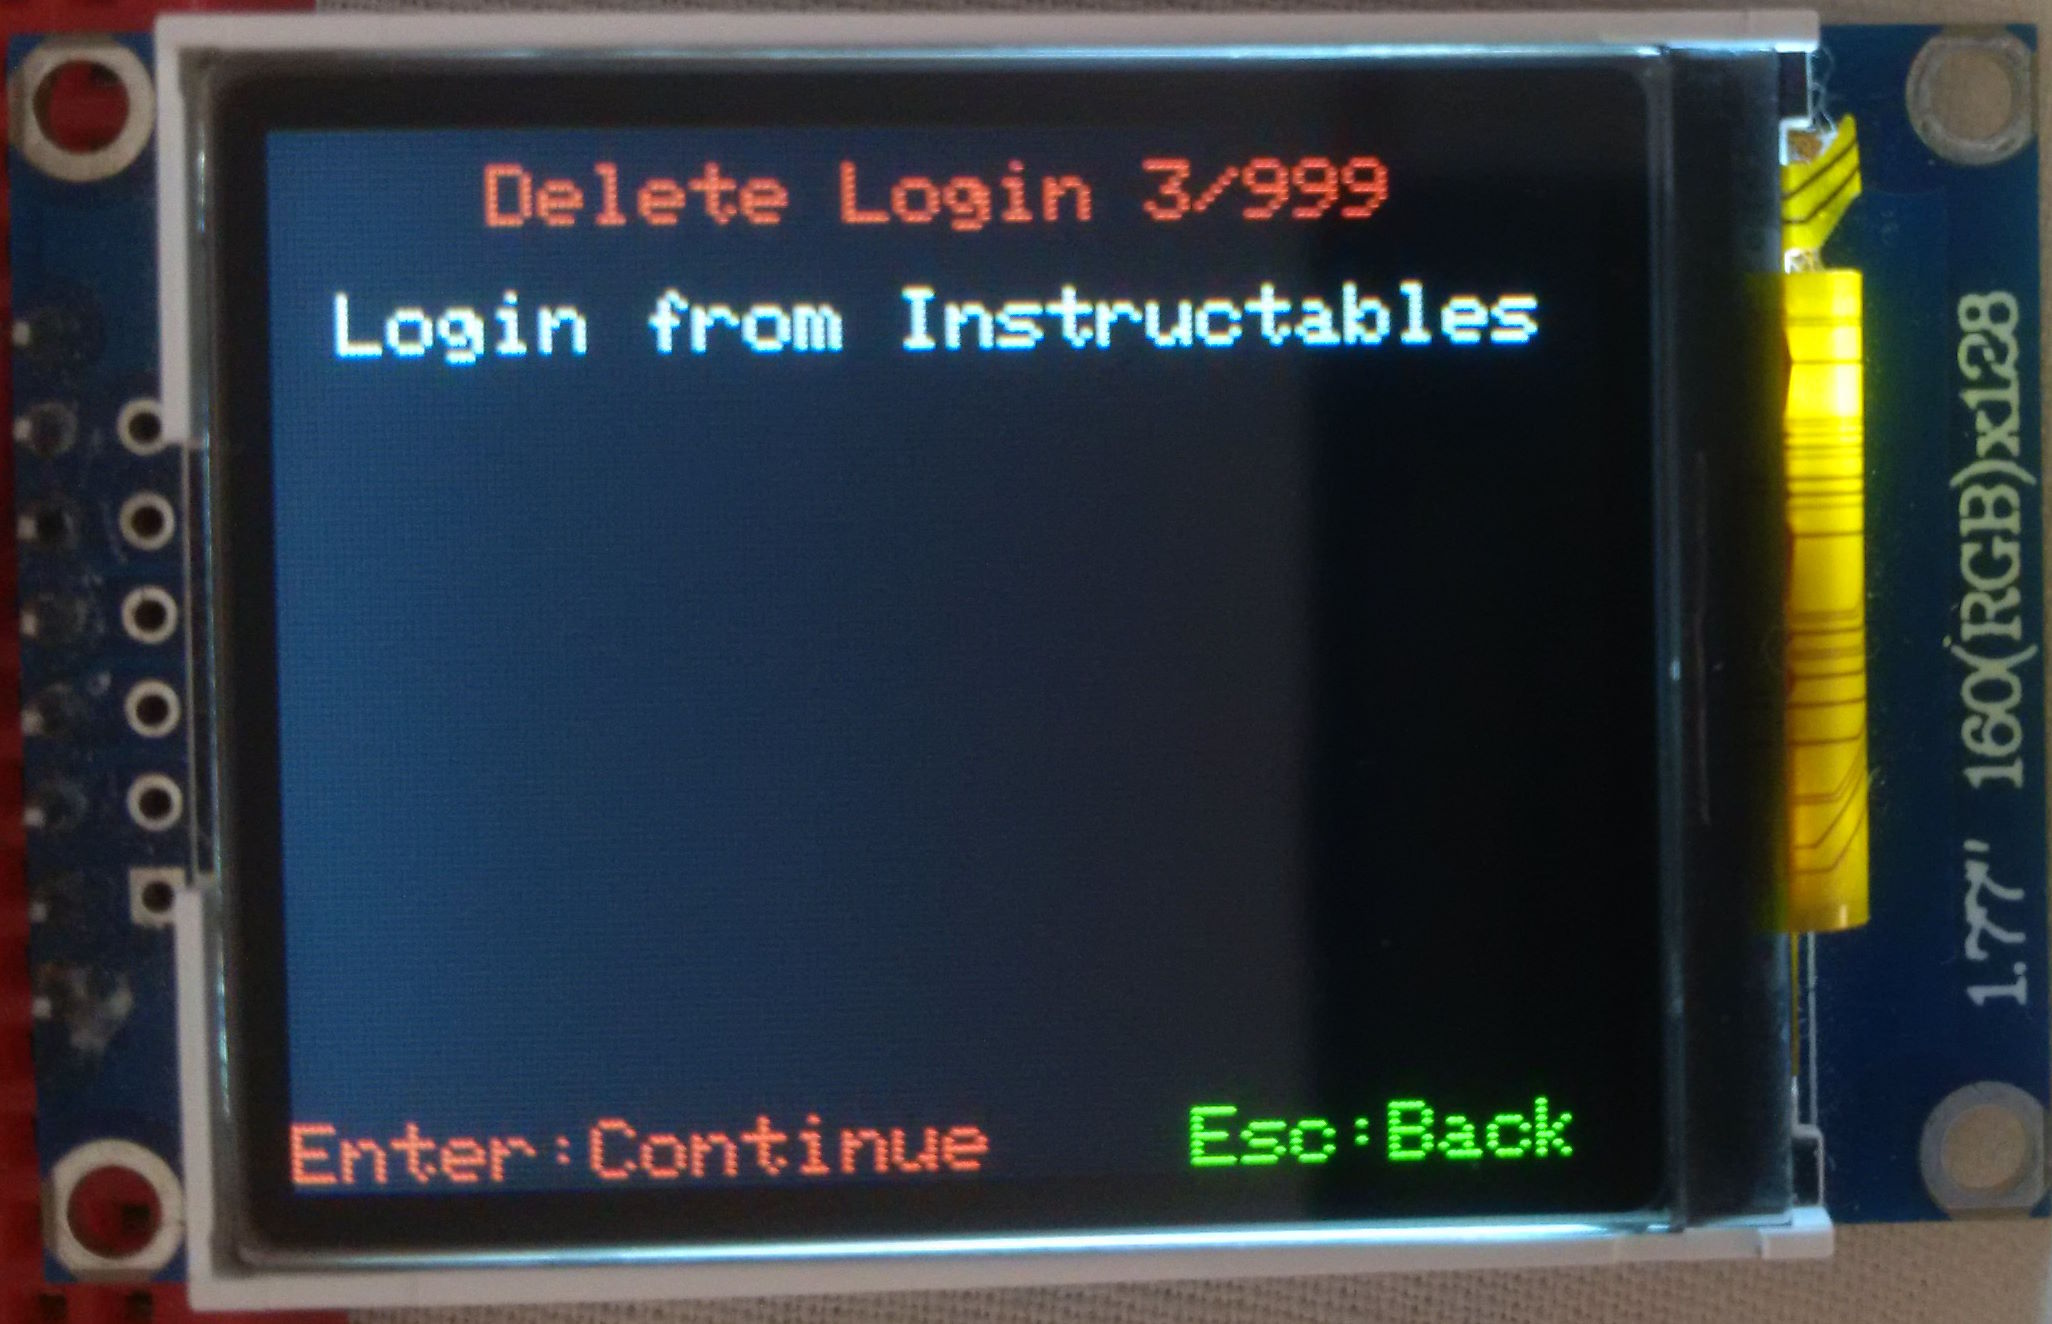 Delete Login 3/999
Login from Instructables
Enter:Continue Esc:Back
1.77" 160(RGB)x128